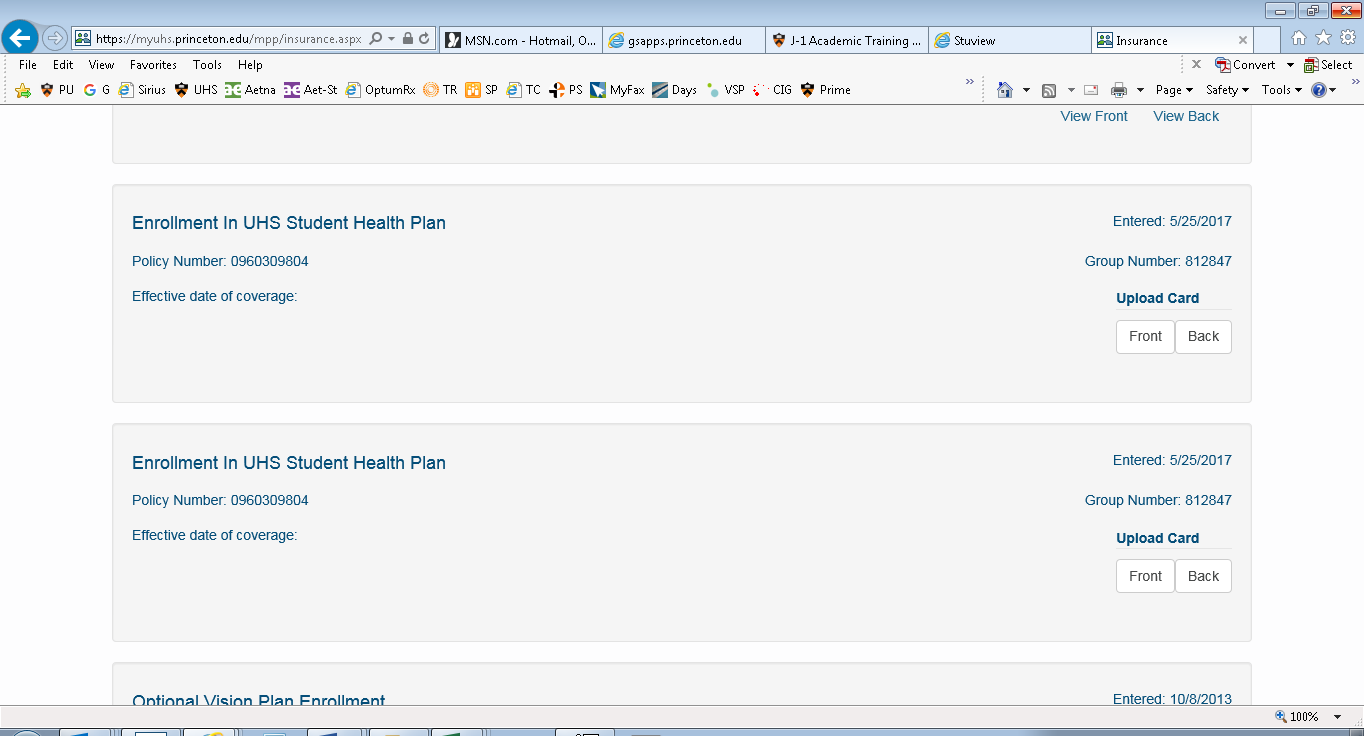 https://myuhs.princeton.edu/mpp/insurance.aspx
MSN.com - Hotmail, O...
gsapps.princeton.edu
J-1 Academic Training ...
Stuview
Insurance
File Edit View Favorites Tools Help
Convert Select
PU G Sirius UHS Aetna Aet-St OptumRx TR SP TC PS MyFax Days VSP CIG Prime
Page Safety Tools
View Front View Back
Enrollment In UHS Student Health Plan Entered: 5/25/2017
Policy Number: 0960309804 Group Number: 812847
Effective date of coverage: Upload Card
Front Back
Enrollment In UHS Student Health Plan Entered: 5/25/2017
Policy Number: 0960309804 Group Number: 812847
Effective date of coverage: Upload Card
Front Back
Optional Vision Plan Enrollment Entered: 10/8/2013
100%